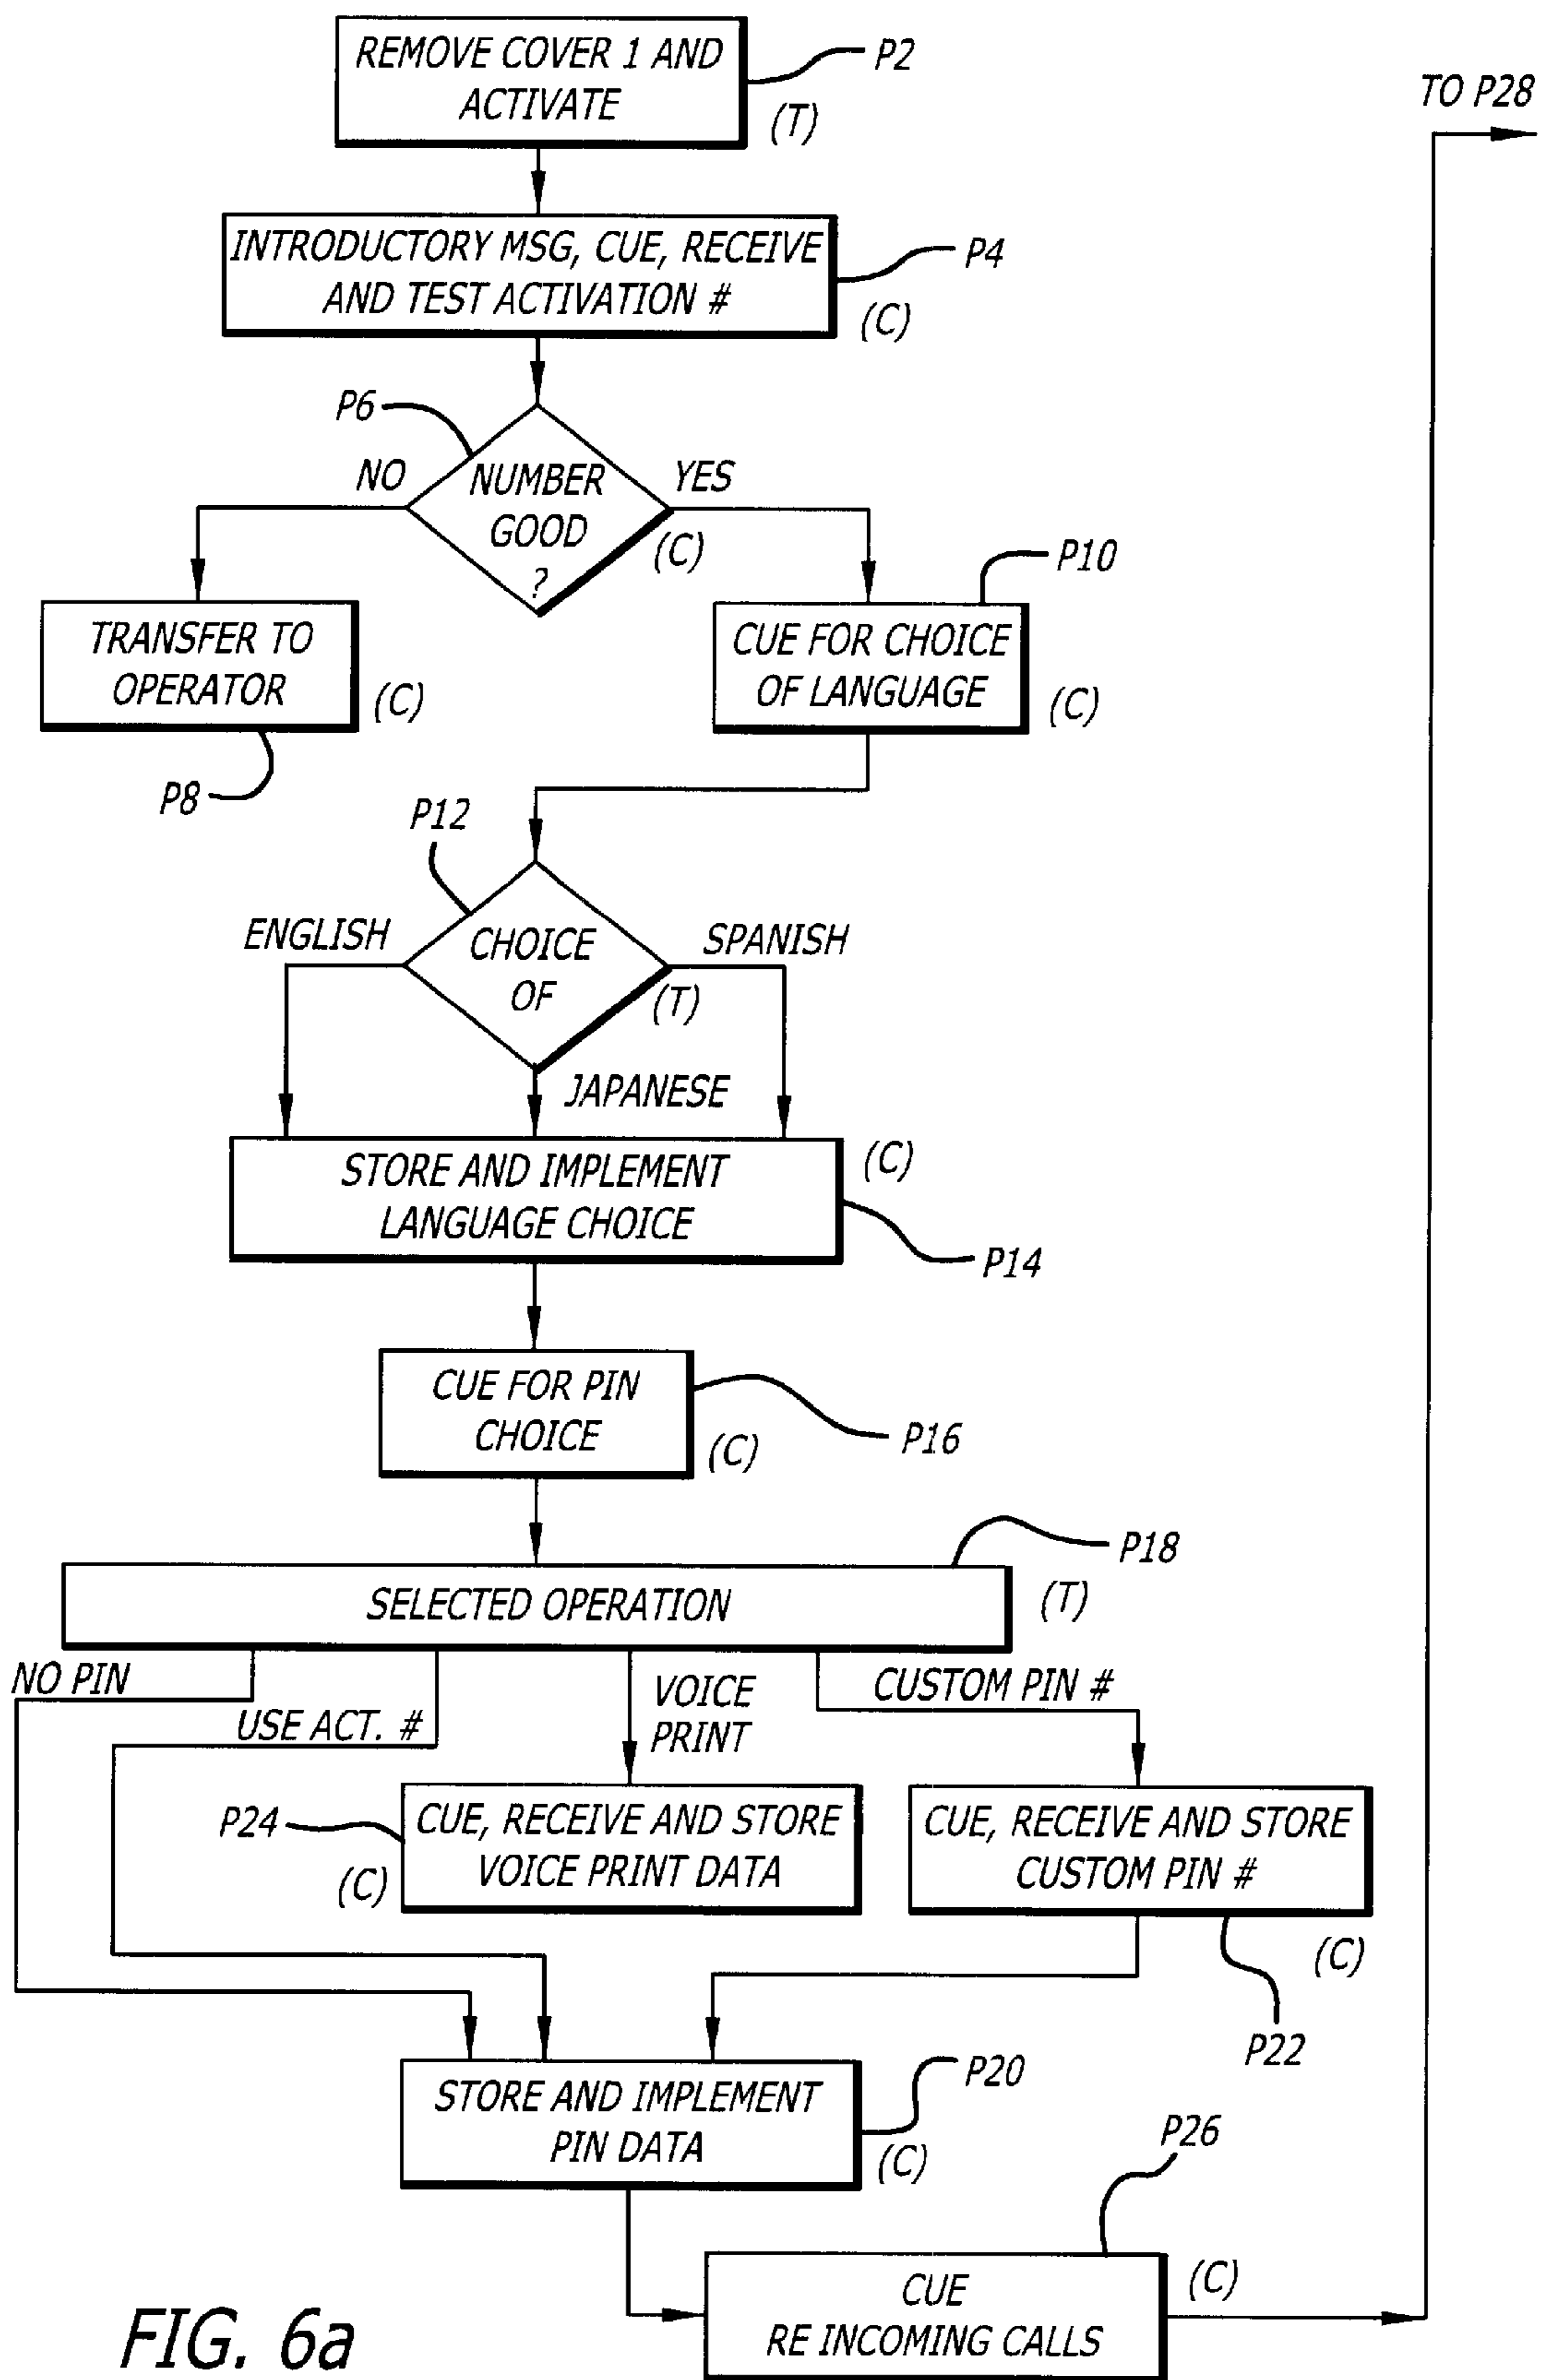 REMOVE COVER 1 AND
ACTIVATE
P2
(T)
TO P28
INTRODUCTORY MSG, CUE, RECEIVE
AND TEST ACTIVATION #
P4
(C)
P6
NO
NUMBER
GOOD
?
YES
(C)
P10
TRANSFER TO
OPERATOR
(C)
P8
CUE FOR CHOICE
OF LANGUAGE
(C)
P12
ENGLISH
CHOICE
OF
SPANISH
(T)
JAPANESE
STORE AND IMPLEMENT
LANGUAGE CHOICE
(C)
P14
CUE FOR PIN
CHOICE
(C)
P16
P18
SELECTED OPERATION
(T)
NO PIN
USE ACT. #
VOICE
PRINT
CUSTOM PIN #
P24
(C)
CUE, RECEIVE AND STORE
VOICE PRINT DATA
CUE, RECEIVE AND STORE
CUSTOM PIN #
(C)
P22
STORE AND IMPLEMENT
PIN DATA
P20
(C)
P26
CUE
RE INCOMING CALLS
(C)
FIG. 6a